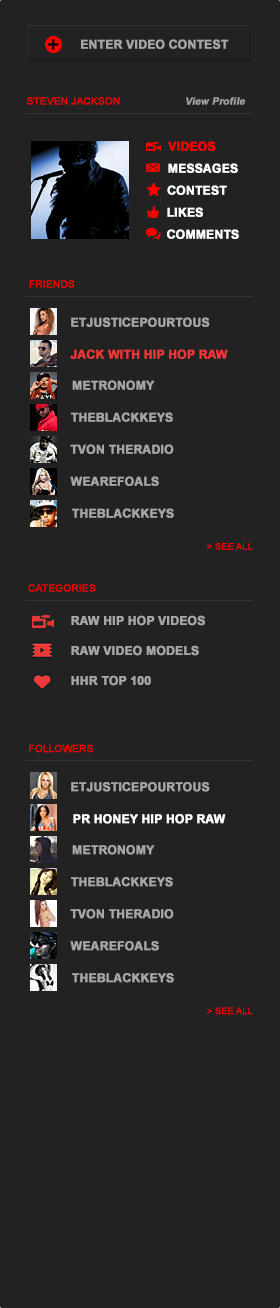 ENTER VIDEO CONTEST
STEVEN JACKSON View Profile
VIDEOS
MESSAGES
CONTEST
LIKES
COMMENTS
FRIENDS
ETJUSTICEPOURTOUS
JACK WITH HIP HOP RAW
METRONOMY
THEBLACKKEYS
TVON THERADIO
WEAREFOALS
THEBLACKKEYS
> SEE ALL
CATEGORIES
RAW HIP HOP VIDEOS
RAW VIDEO MODELS
HHR TOP 100
FOLLOWERS
ETJUSTICEPOURTOUS
PR HONEY HIP HOP RAW
METRONOMY
THEBLACKKEYS
TVON THERADIO
WEAREFOALS
THEBLACKKEYS
> SEE ALL